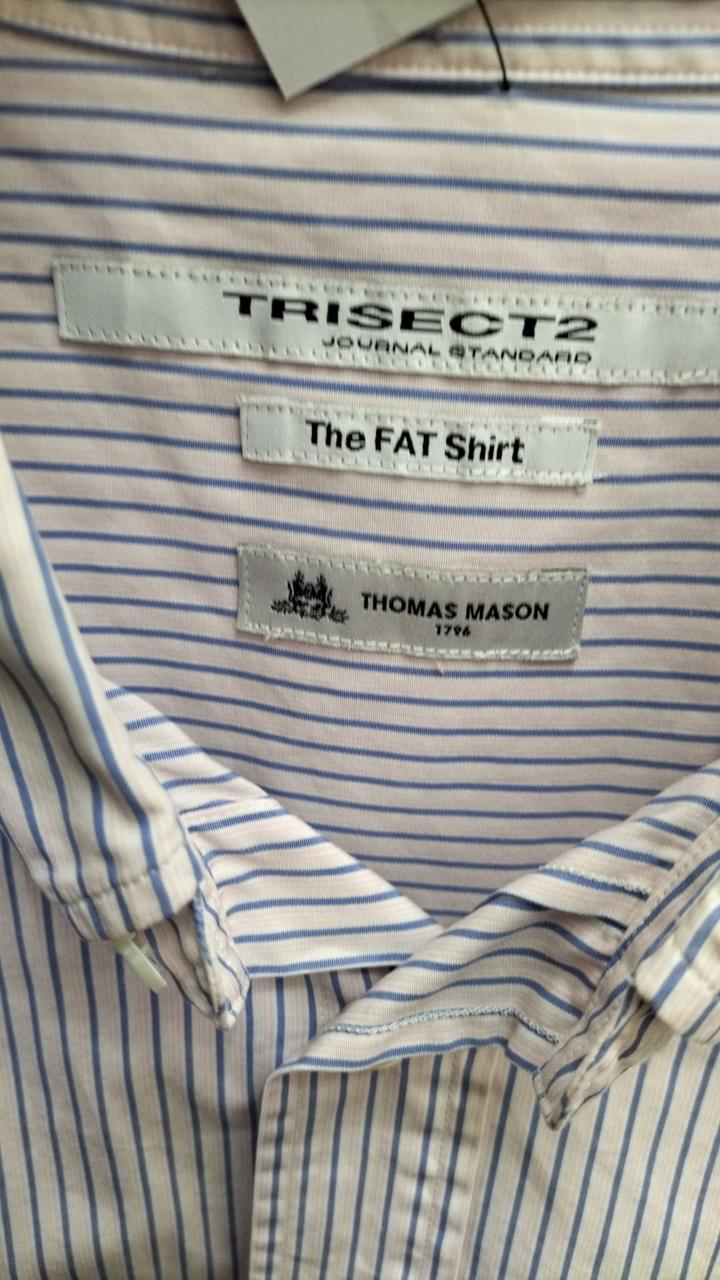 TRISECT2
JOURNAL STANDARD
The FAT Shirt
THOMAS MASON
1796